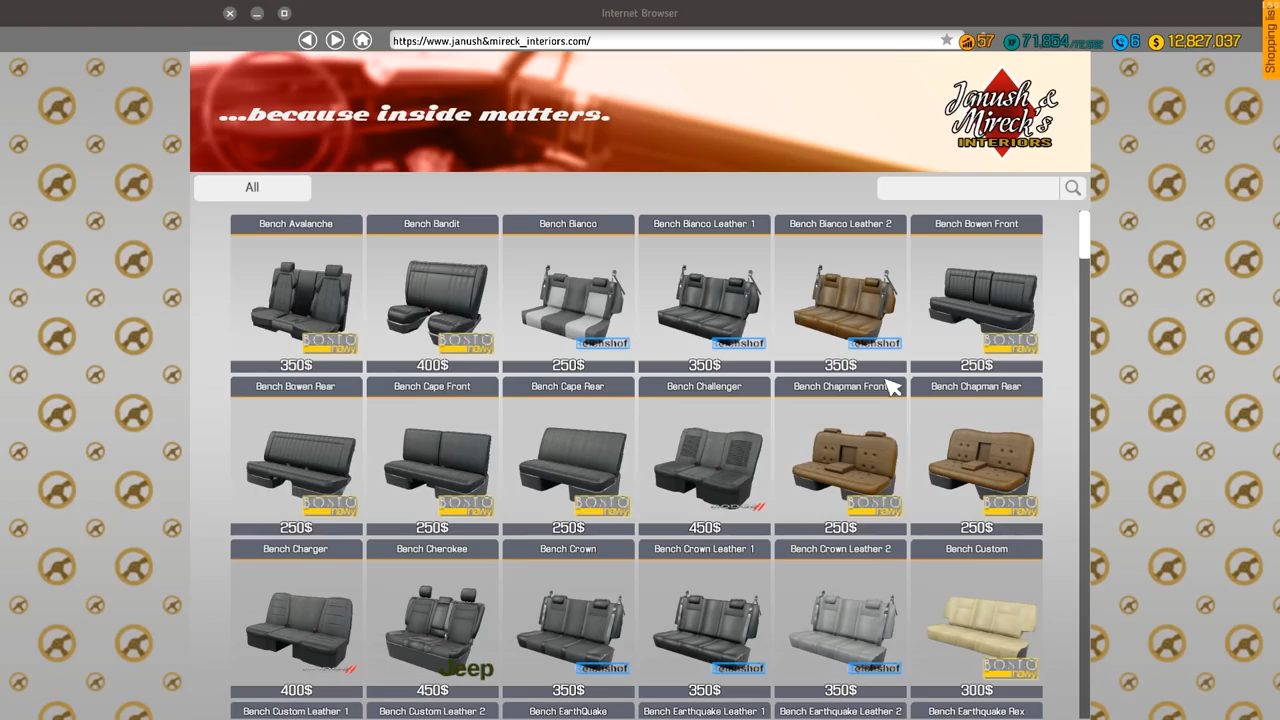 Internet Browser
https://www.janush&mireck_interiors.com/
57
XP 71,854
6
$ 12,827,037
Shopping list
...because inside matters.
Janush &
Mireck's
INTERIORS
All
Bench Avalanche
Bench Bandit
Bench Bianco
Bench Bianco Leather 1
Bench Bianco Leather 2
Bench Bowen Front
350$
400$
250$
350$
350$
250$
Bench Bowen Rear
Bench Cape Front
Bench Cape Rear
Bench Challenger
Bench Chapman Front
Bench Chapman Rear
250$
250$
250$
450$
250$
250$
Bench Charger
Bench Cherokee
Bench Crown
Bench Crown Leather 1
Bench Crown Leather 2
Bench Custom
Jeep
400$
450$
350$
350$
350$
300$
Bench Custom Leather 1
Bench Custom Leather 2
Bench EarthQuake
Bench Earthquake Leather 1
Bench Earthquake Leather 2
Bench Earthquake Rex